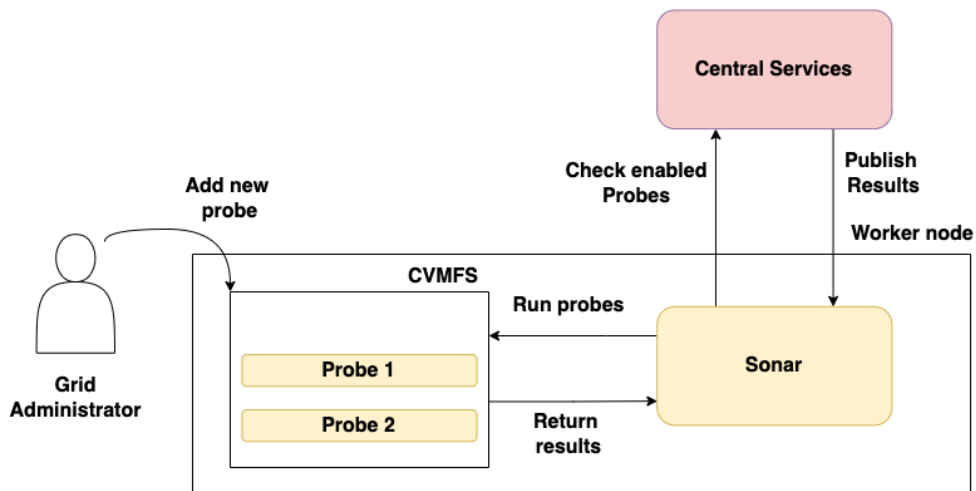 Central Services
Check enabled
Probes
Publish
Results
Add new
probe
Worker node
CVMFS
Run probes
Probe 1
Sonar
Probe 2
Return
results
Grid
Administrator